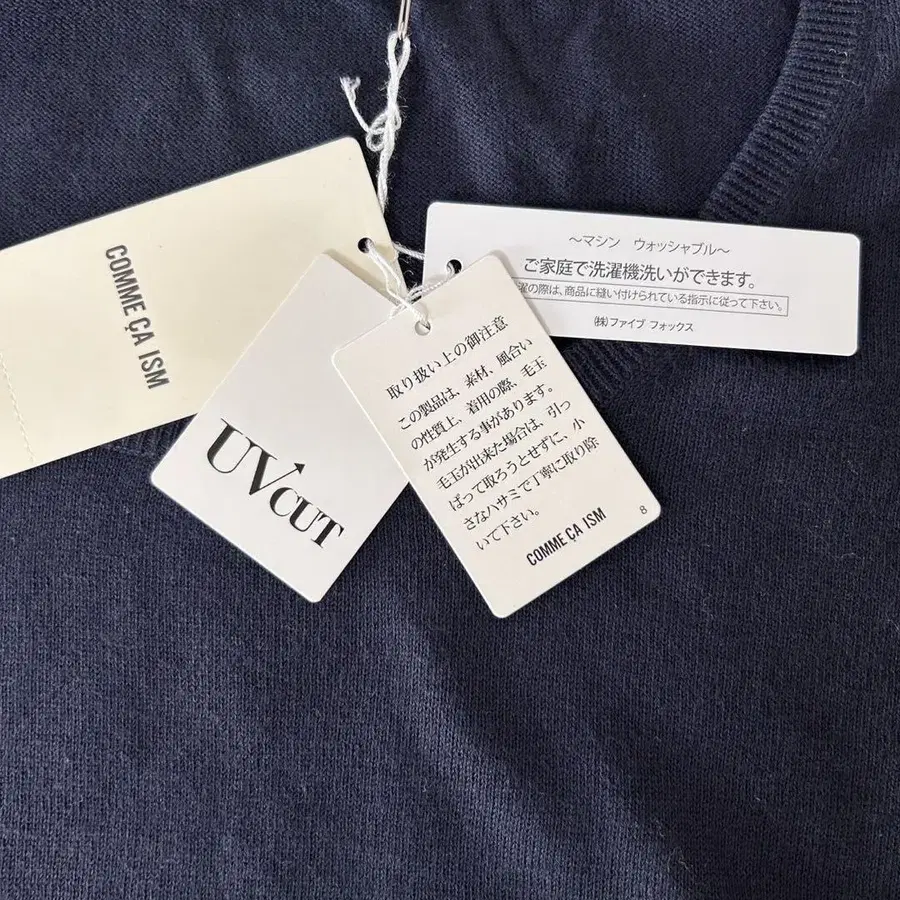 COMME ÇA ISM
UV CUT
取り扱い上の御注意
この製品は、素材、風合い
の性質上、着用の際、毛玉
が発生する事があります。
毛玉が出来た場合は、引っ
ぱって取ろうとせずに、小
さなハサミで丁寧に取り除
いて下さい。
COMME ÇA ISM
8
～マシン ウォッシャブル～
ご家庭で洗濯機洗いができます。
濯の際は、商品に縫い付けられている指示に従って下さい。
㈱ファイブ フォックス